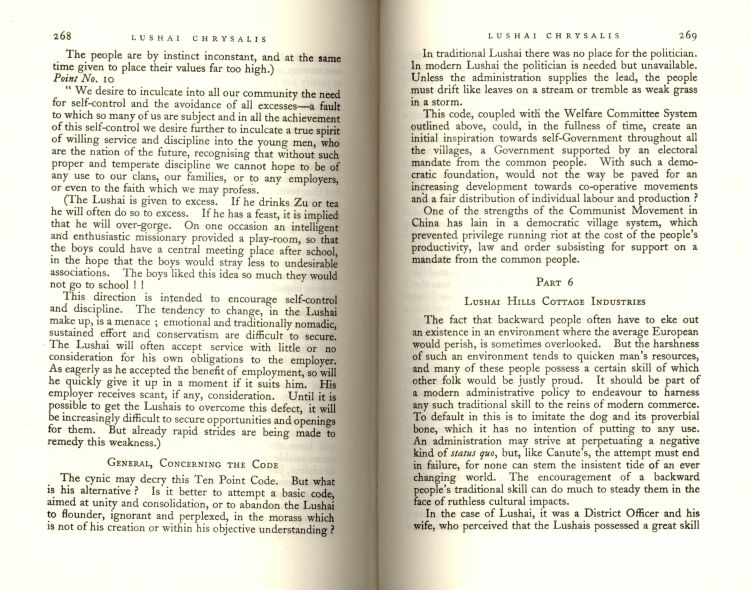 268
LUSHAI CHRYSALIS
The people are by instinct inconstant, and at the same
time given to place their values far too high.)
Point No. 10
" We desire to inculcate into all our community the need
for self-control and the avoidance of all excesses—a fault
to which so many of us are subject and in all the achievement
of this self-control we desire further to inculcate a true spirit
of willing service and discipline into the young men, who
are the nation of the future, recognising that without such
proper and temperate discipline we cannot hope to be of
any use to our clans, our families, or to any employers,
or even to the faith which we may profess.
(The Lushai is given to excess. If he drinks Zu or tea
he will often do so to excess. If he has a feast, it is implied
that he will over-gorge. On one occasion an intelligent
and enthusiastic missionary provided a play-room, so that
the boys could have a central meeting place after school,
in the hope that the boys would stray less to undesirable
associations. The boys liked this idea so much they would
not go to school ! !
This direction is intended to encourage self-control
and discipline. The tendency to change, in the Lushai
make up, is a menace ; emotional and traditionally nomadic,
sustained effort and conservatism are difficult to secure.
The Lushai will often accept service with little or no
consideration for his own obligations to the employer.
As eagerly as he accepted the benefit of employment, so will
he quickly give it up in a moment if it suits him. His
employer receives scant, if any, consideration. Until it is
possible to get the Lushais to overcome this defect, it will
be increasingly difficult to secure opportunities and openings
for them. But already rapid strides are being made to
remedy this weakness.)
GENERAL, CONCERNING THE CODE
The cynic may decry this Ten Point Code. But what
is his alternative ? Is it better to attempt a basic code,
aimed at unity and consolidation, or to abandon the Lushai
to flounder, ignorant and perplexed, in the morass which
is not of his creation or within his objective understanding ?
LUSHAI CHRYSALIS
269
In traditional Lushai there was no place for the politician.
In modern Lushai the politician is needed but unavailable.
Unless the administration supplies the lead, the people
must drift like leaves on a stream or tremble as weak grass
in a storm.
This code, coupled with the Welfare Committee System
outlined above, could, in the fullness of time, create an
initial inspiration towards self-Government throughout all
the villages, a Government supported by an electoral
mandate from the common people. With such a demo-
cratic foundation, would not the way be paved for an
increasing development towards co-operative movements
and a fair distribution of individual labour and production ?
One of the strengths of the Communist Movement in
China has lain in a democratic village system, which
prevented privilege running riot at the cost of the people's
productivity, law and order subsisting for support on a
mandate from the common people.
PART 6
LUSHAI HILLS COTTAGE INDUSTRIES
The fact that backward people often have to eke out
an existence in an environment where the average European
would perish, is sometimes overlooked. But the harshness
of such an environment tends to quicken man's resources,
and many of these people possess a certain skill of which
other folk would be justly proud. It should be part of
a modern administrative policy to endeavour to harness
any such traditional skill to the reins of modern commerce.
To default in this is to imitate the dog and its proverbial
bone, which it has no intention of putting to any use.
An administration may strive at perpetuating a negative
kind of status quo, but, like Canute's, the attempt must end
in failure, for none can stem the insistent tide of an ever
changing world. The encouragement of a backward
people's traditional skill can do much to steady them in the
face of ruthless cultural impacts.
In the case of Lushai, it was a District Officer and his
wife, who perceived that the Lushais possessed a great skill